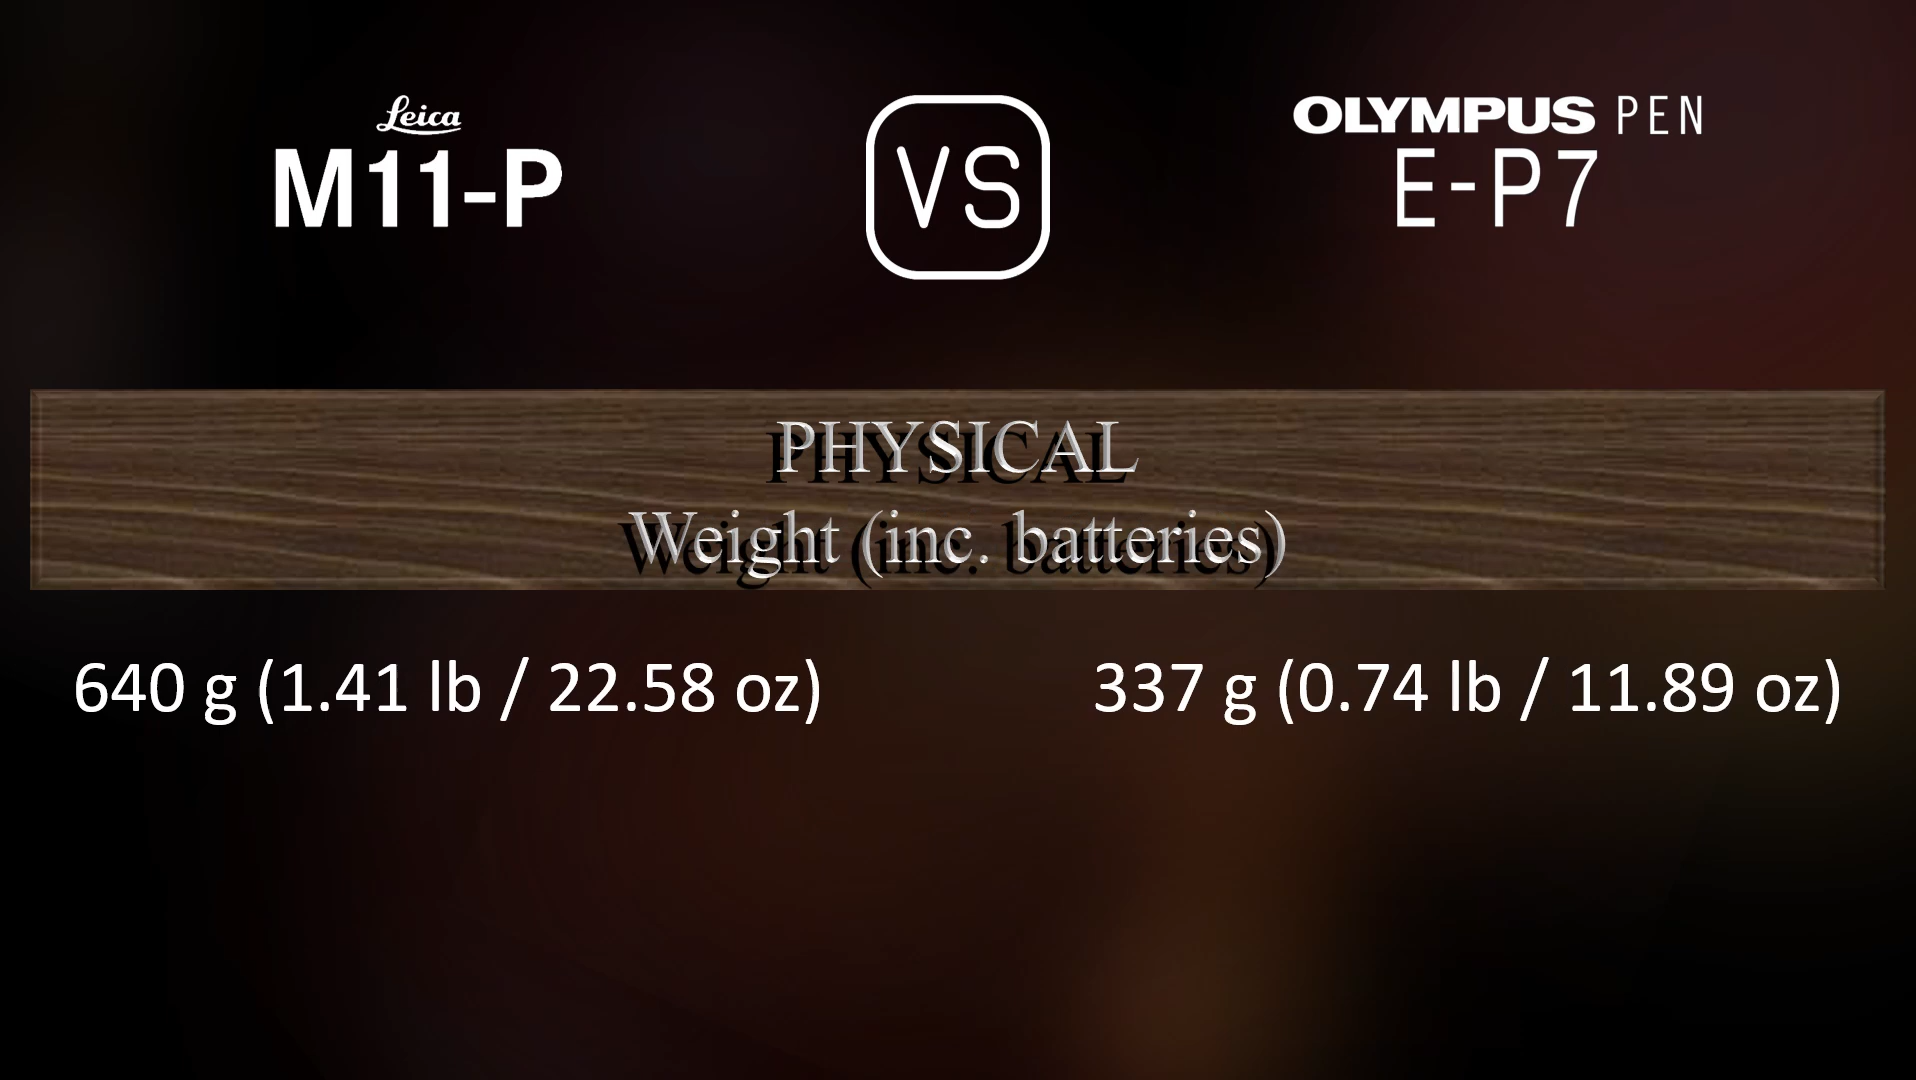 Leica
M11-P
VS
OLYMPUS PEN
E-P7
PHYSICAL
Weight (inc. batteries)
640 g (1.41 lb / 22.58 oz)
337 g (0.74 lb / 11.89 oz)